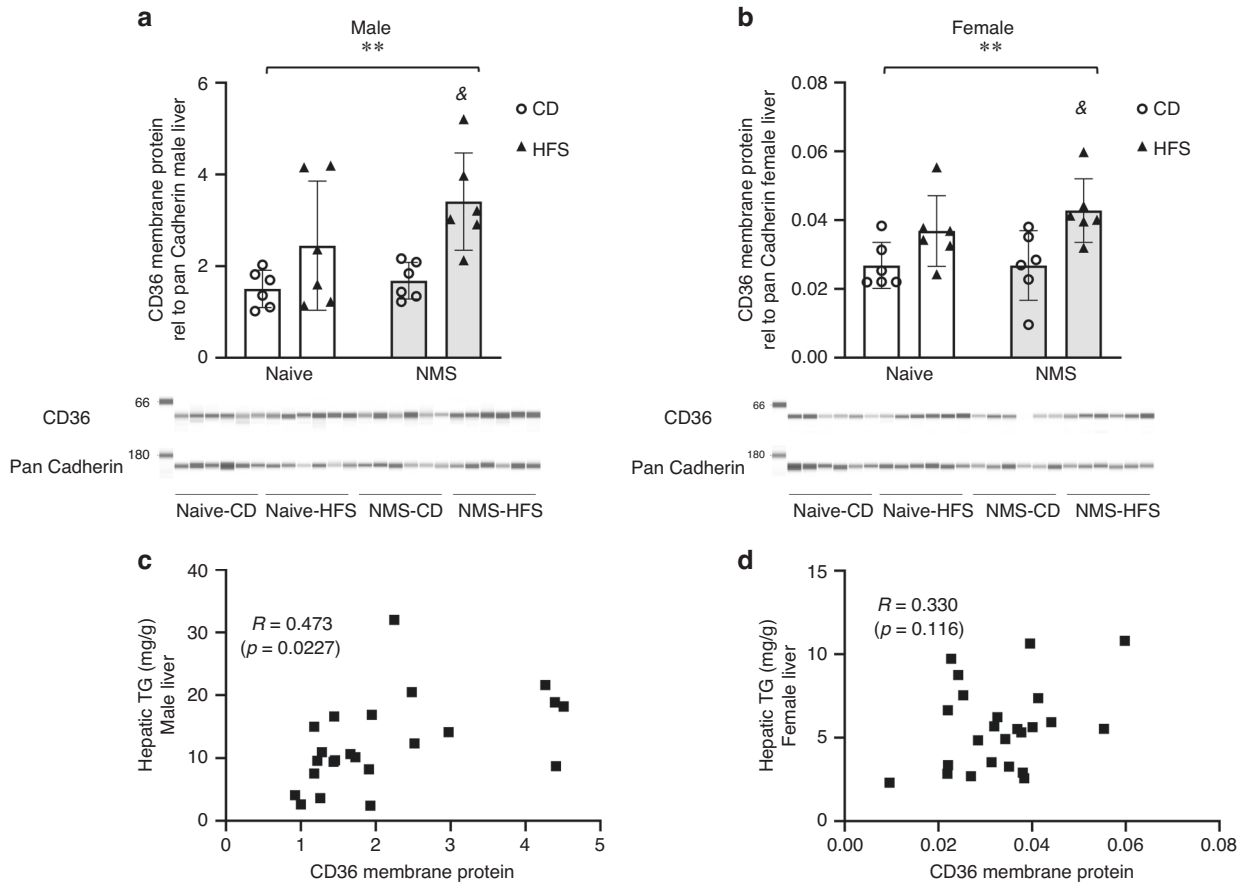 a
Male
**
6
4
2
0
CD36 membrane protein
rel to pan Cadherin male liver
&
CD
HFS
Naive
NMS
CD36
66
Pan Cadherin
180
Naive-CD
Naive-HFS
NMS-CD
NMS-HFS
b
Female
**
0.08
0.06
0.04
0.02
0.00
CD36 membrane protein
rel to pan Cadherin female liver
&
CD
HFS
Naive
NMS
CD36
66
Pan Cadherin
180
Naive-CD
Naive-HFS
NMS-CD
NMS-HFS
c
40
30
20
10
0
Hepatic TG (mg/g)
Male liver
R = 0.473
(p = 0.0227)
0
1
2
3
4
5
CD36 membrane protein
d
15
10
5
0
Hepatic TG (mg/g)
Female liver
R = 0.330
(p = 0.116)
0.00
0.02
0.04
0.06
0.08
CD36 membrane protein